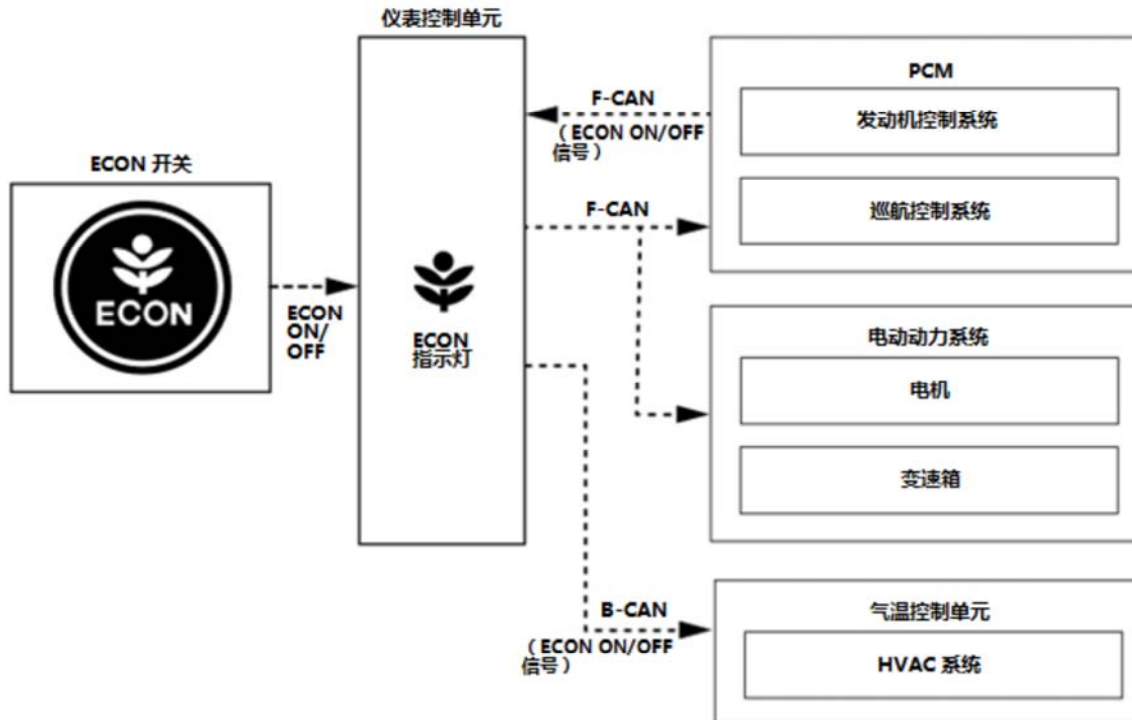 仪表控制单元
PCM
发动机控制系统
巡航控制系统
F-CAN
（ECON ON/OFF
信号）
F-CAN
ECON 开关
ECON
ECON
ON/
OFF
ECON
指示灯
电动动力系统
电机
变速箱
B-CAN
（ECON ON/OFF
信号）
气温控制单元
HVAC 系统